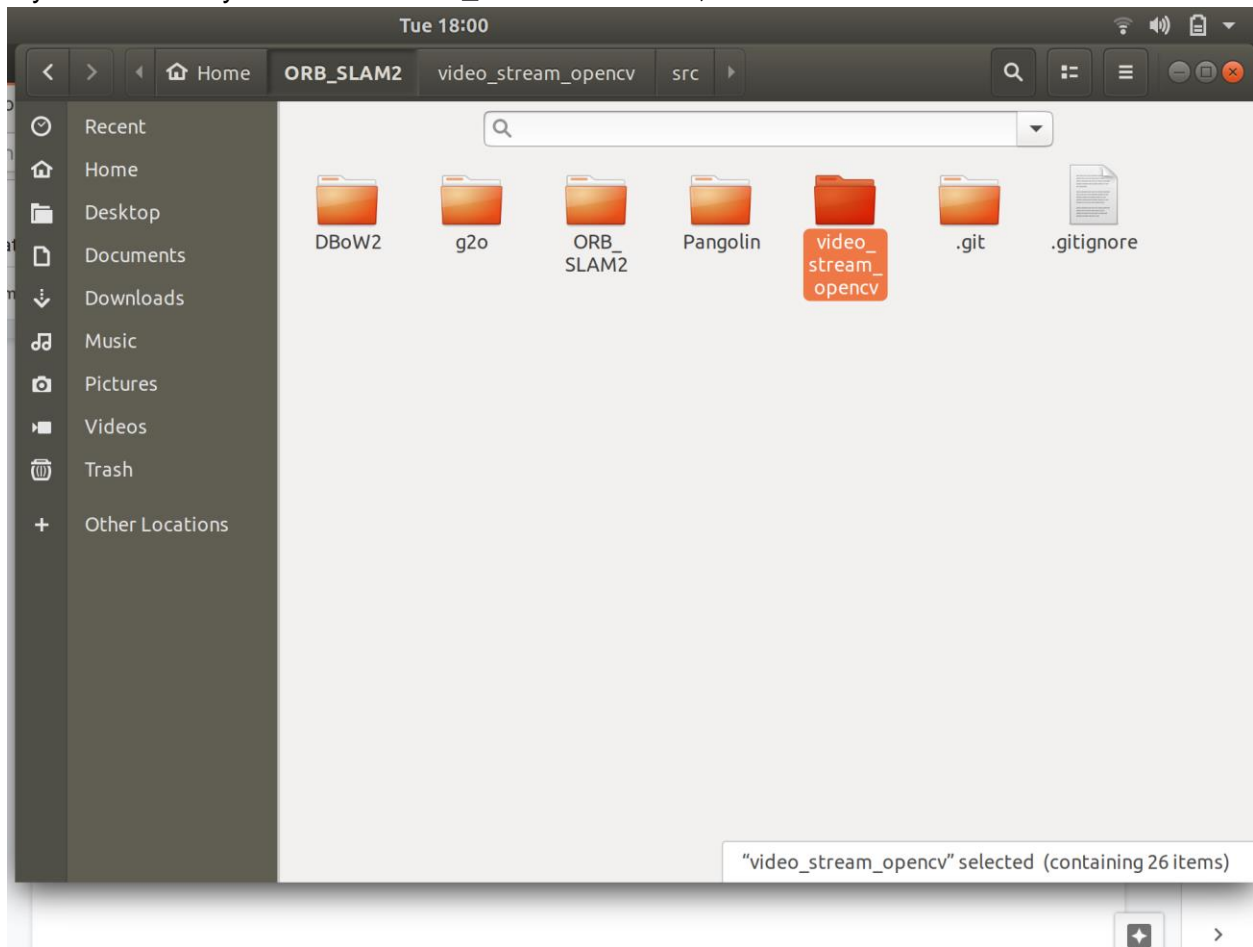 Tue 18:00
Home ORB_SLAM2 video_stream_opencv src
Recent
Home
Desktop
Documents
Downloads
Music
Pictures
Videos
Trash
Other Locations
DBoW2 g2o ORB_ Pangolin video_ .git .gitignore
SLAM2 stream_
opencv
"video_stream_opencv" selected (containing 26 items)